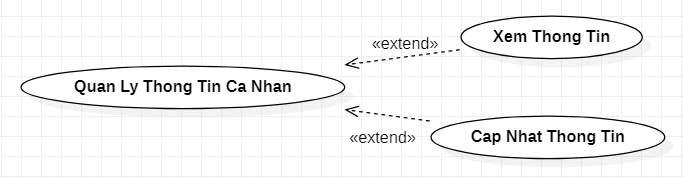 Xem Thong Tin
«extend»
Quan Ly Thong Tin Ca Nhan
«extend»
Cap Nhat Thong Tin